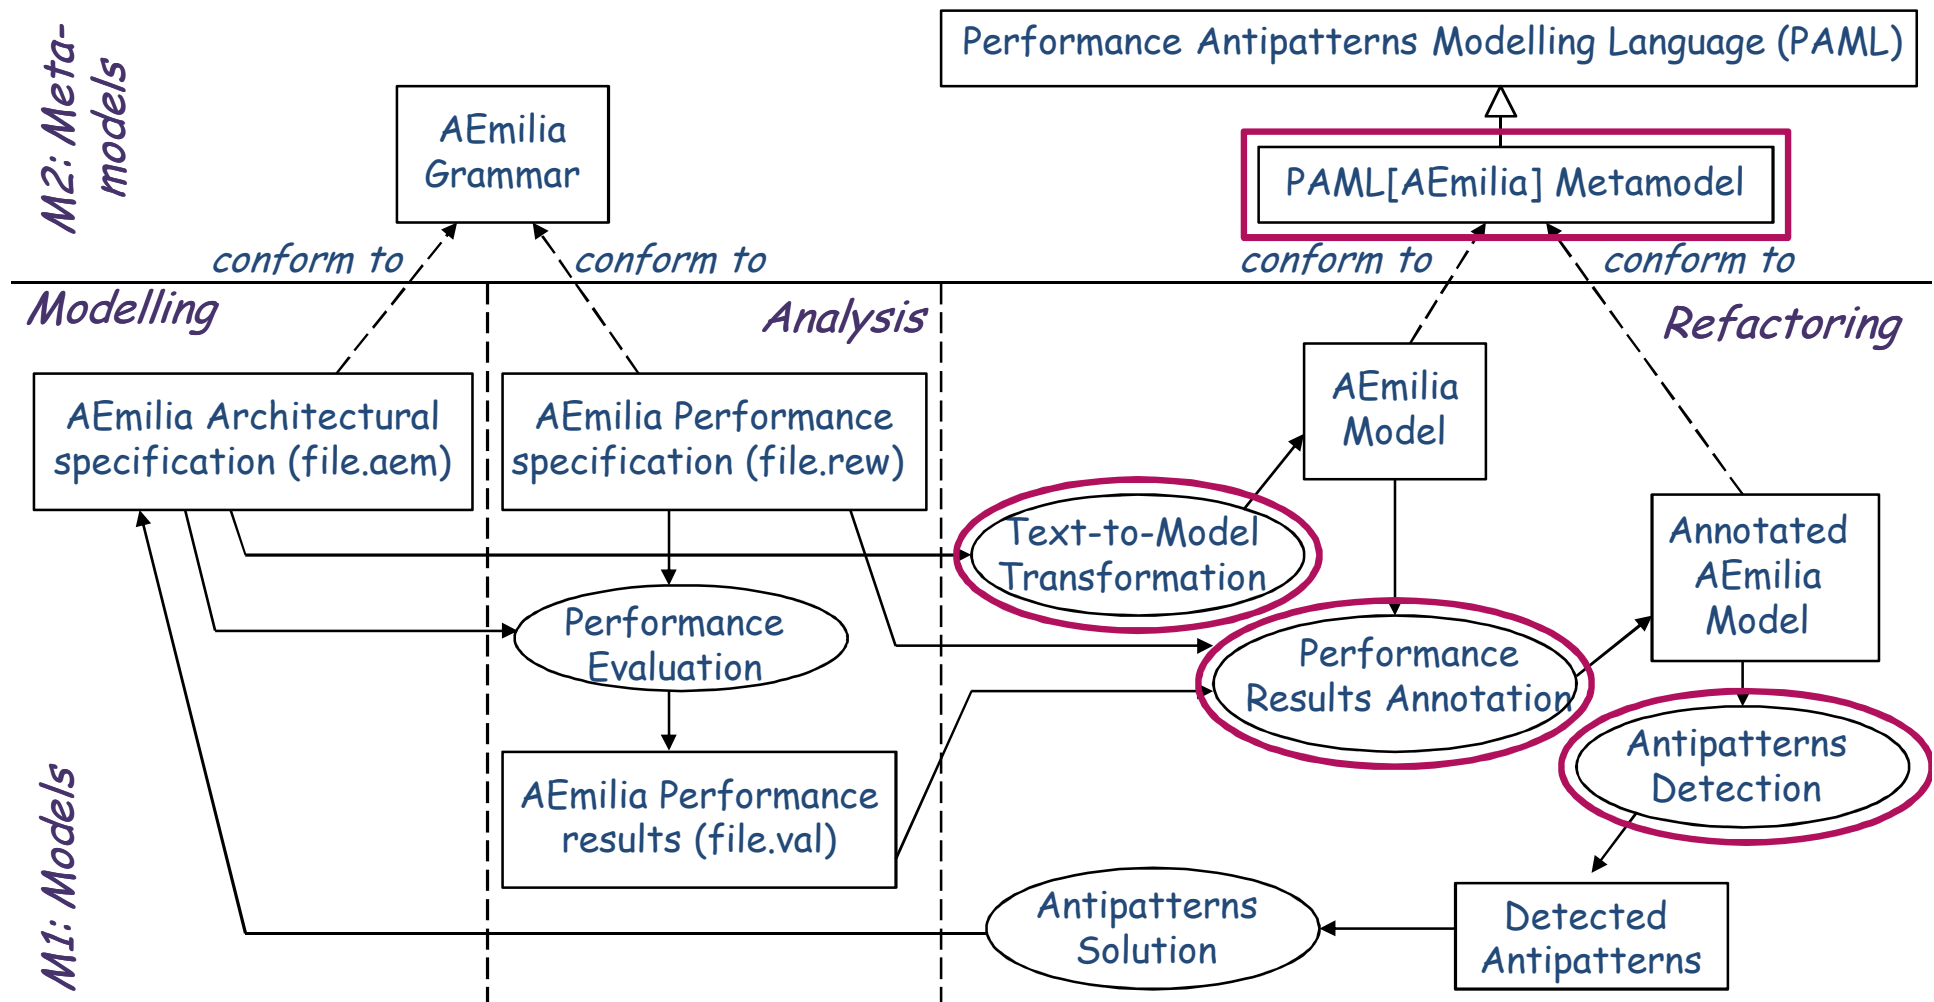 M2: Meta-
models
Performance Antipatterns Modelling Language (PAML)
AEmilia
Grammar
PAML[AEmilia] Metamodel
conform to
conform to
conform to
conform to
Modelling
Analysis
Refactoring
AEmilia Architectural
specification (file.aem)
AEmilia Performance
specification (file.rew)
AEmilia
Model
Text-to-Model
Transformation
Annotated
AEmilia
Model
Performance
Evaluation
Performance
Results Annotation
Antipatterns
Detection
AEmilia Performance
results (file.val)
M1: Models
Antipatterns
Solution
Detected
Antipatterns